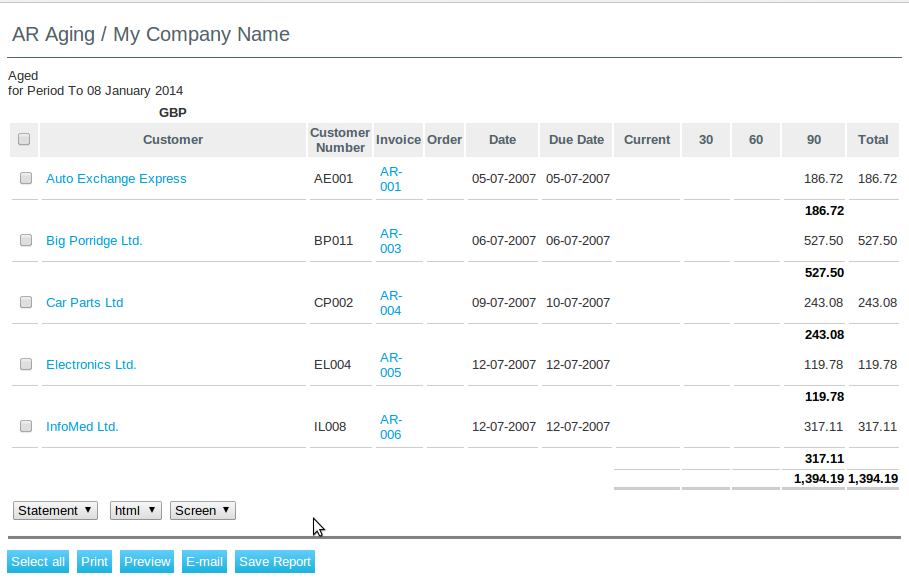 AR Aging / My Company Name
Aged
for Period To 08 January 2014
GBP
Customer Customer Number Invoice Order Date Due Date Current 30 60 90 Total
Auto Exchange Express AE001 AR-001 05-07-2007 05-07-2007 186.72 186.72
186.72
Big Porridge Ltd. BP011 AR-003 06-07-2007 06-07-2007 527.50 527.50
527.50
Car Parts Ltd CP002 AR-004 09-07-2007 10-07-2007 243.08 243.08
243.08
Electronics Ltd. EL004 AR-005 12-07-2007 12-07-2007 119.78 119.78
119.78
InfoMed Ltd. IL008 AR-006 12-07-2007 12-07-2007 317.11 317.11
317.11
1,394.19 1,394.19
Statement html Screen
Select all Print Preview E-mail Save Report